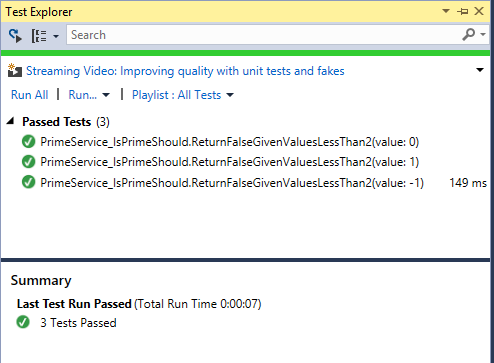 Test Explorer
Search
Streaming Video: Improving quality with unit tests and fakes
Run All | Run... | Playlist : All Tests
Passed Tests (3)
PrimeService_IsPrimeShould.ReturnFalseGivenValuesLessThan2(value: 0)
PrimeService_IsPrimeShould.ReturnFalseGivenValuesLessThan2(value: 1)
PrimeService_IsPrimeShould.ReturnFalseGivenValuesLessThan2(value: -1) 149 ms
Summary
Last Test Run Passed (Total Run Time 0:00:07)
3 Tests Passed